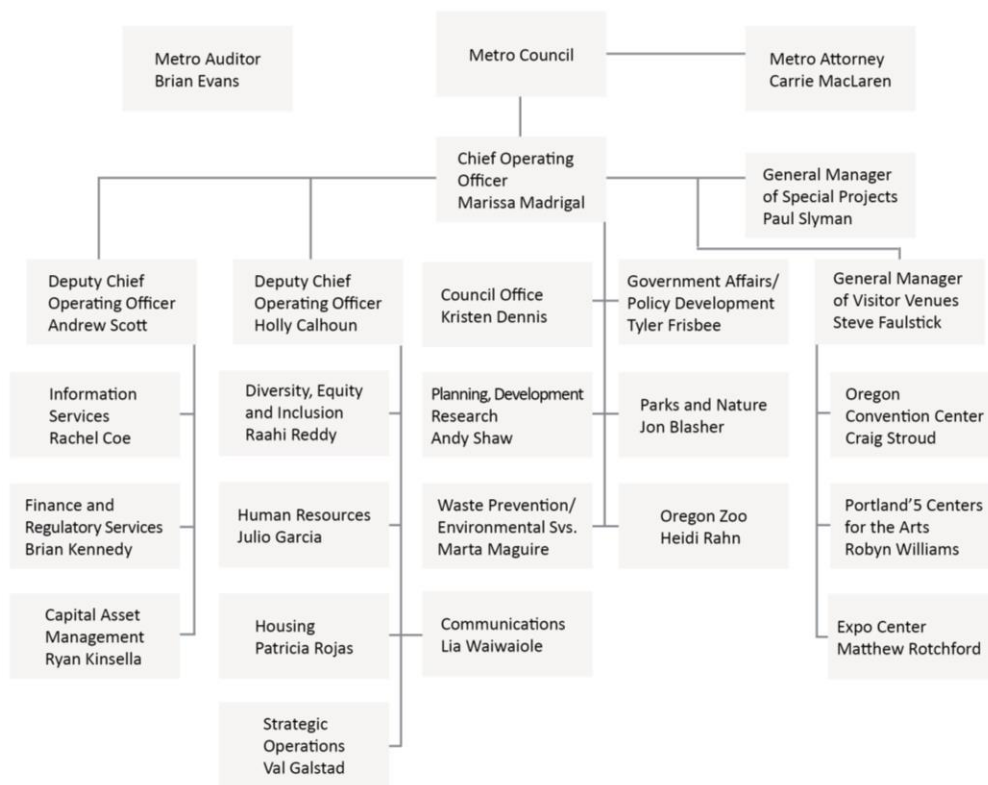 Metro Auditor
Brian Evans
Metro Council
Metro Attorney
Carrie MacLaren
Chief Operating
Officer
Marissa Madrigal
General Manager
of Special Projects
Paul Slyman
Deputy Chief
Operating Officer
Andrew Scott
Deputy Chief
Operating Officer
Holly Calhoun
Council Office
Kristen Dennis
Government Affairs/
Policy Development
Tyler Frisbee
General Manager
of Visitor Venues
Steve Faulstick
Information
Services
Rachel Coe
Diversity, Equity
and Inclusion
Raahi Reddy
Planning, Development
Research
Andy Shaw
Parks and Nature
Jon Blasher
Oregon
Convention Center
Craig Stroud
Finance and
Regulatory Services
Brian Kennedy
Human Resources
Julio Garcia
Waste Prevention/
Environmental Svs.
Marta Maguire
Oregon Zoo
Heidi Rahn
Portland’5 Centers
for the Arts
Robyn Williams
Capital Asset
Management
Ryan Kinsella
Housing
Patricia Rojas
Communications
Lia Waiwaiole
Expo Center
Matthew Rotchford
Strategic
Operations
Val Galstad